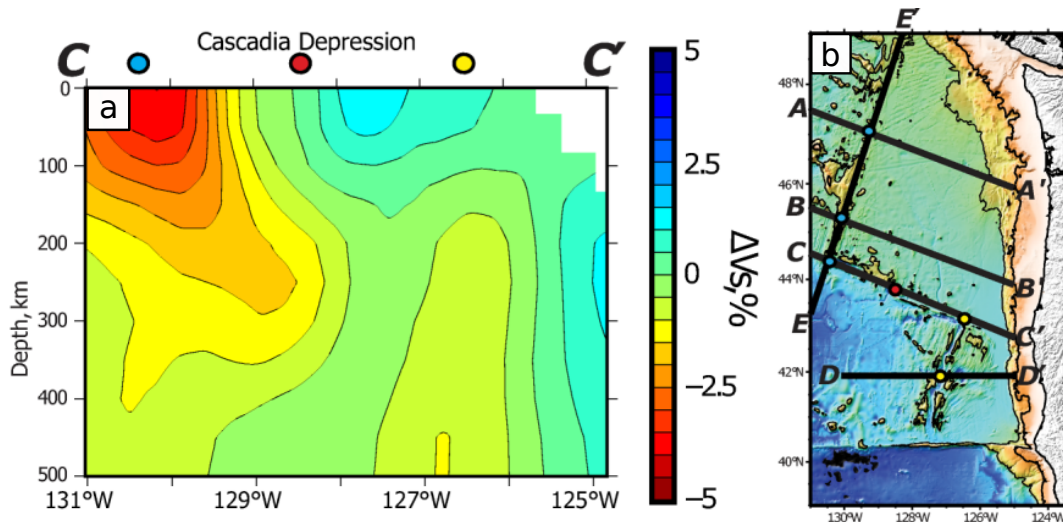 C Cascadia Depression C'
a
0
100
200
300
400
500
Depth, km
131°W 129°W 127°W 125°W
5
2.5
0
−2.5
−5
ΔVs,%
b
E'
48°N
A
46°N
A'
B
C
44°N
B'
E
C'
42°N
D D'
40°N
130°W 128°W 126°W 124°W